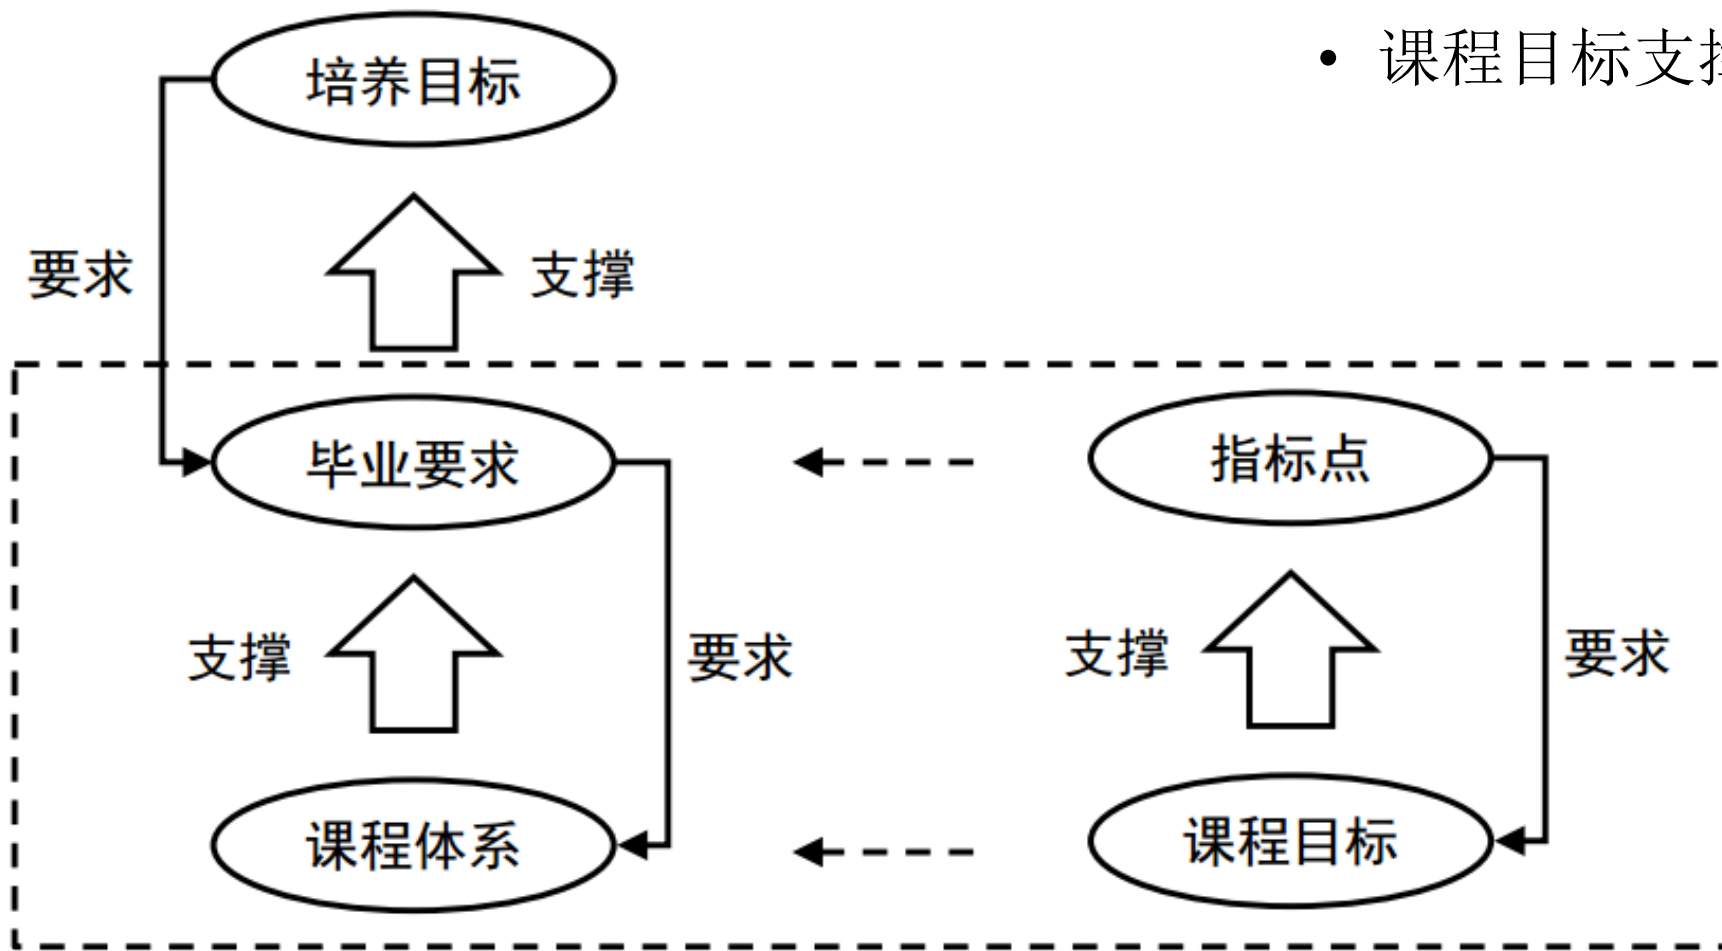 培养目标
• 课程目标支
要求
支撑
毕业要求
指标点
支撑
要求
支撑
要求
课程体系
课程目标